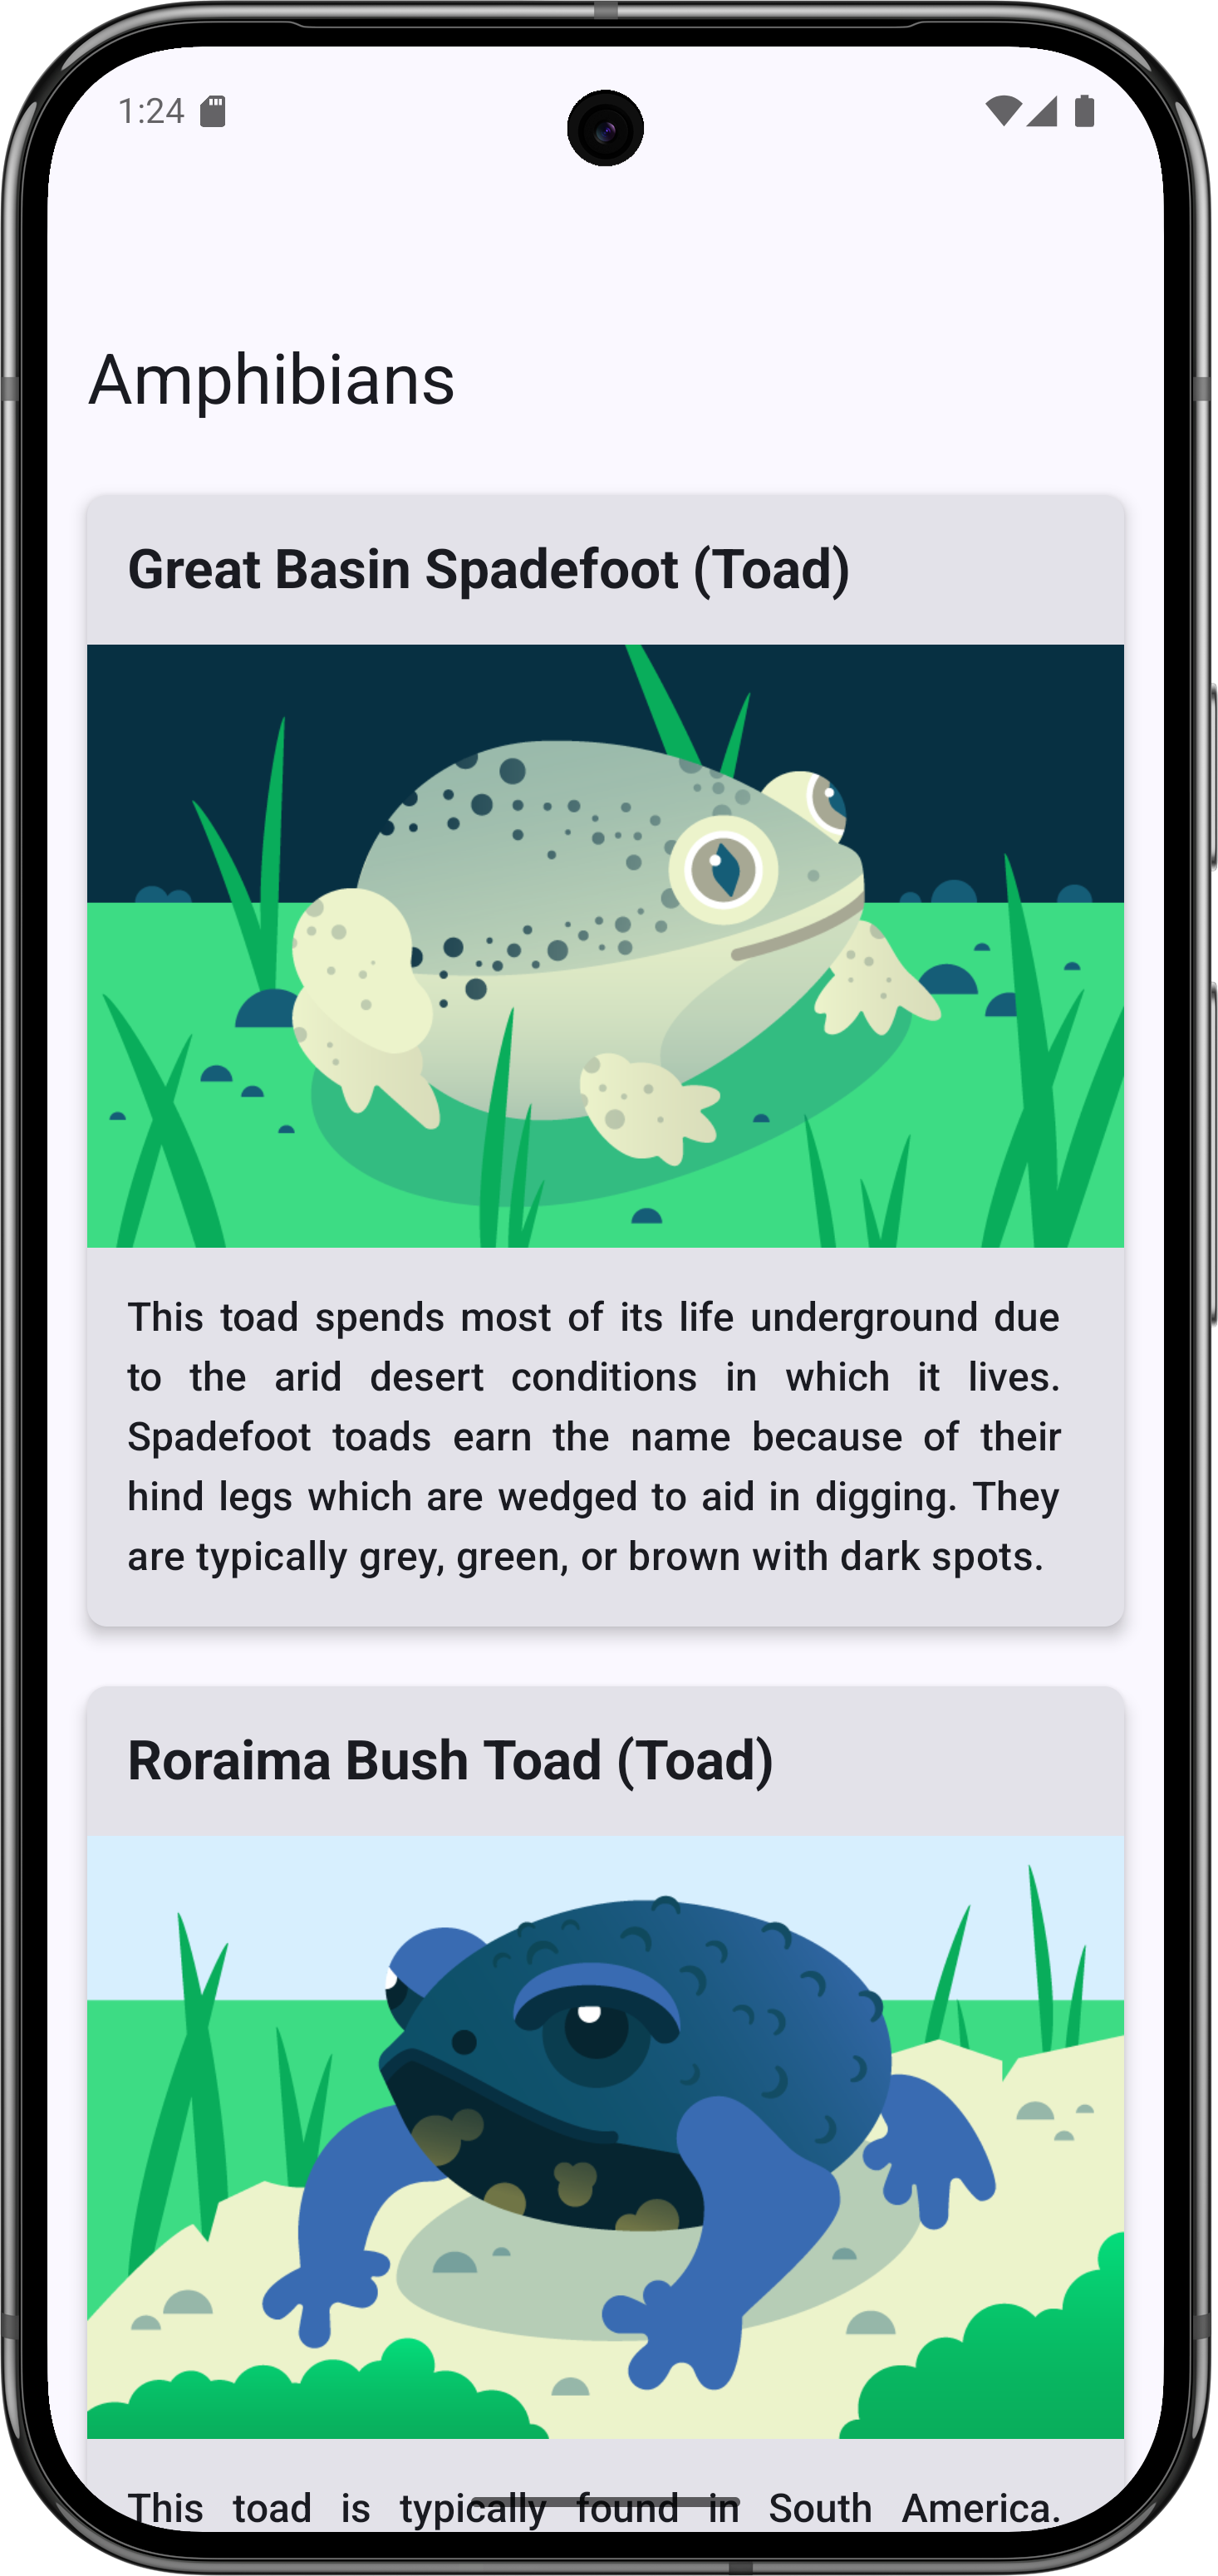 1:24
Amphibians
Great Basin Spadefoot (Toad)
This toad spends most of its life underground due
to the arid desert conditions in which it lives.
Spadefoot toads earn the name because of their
hind legs which are wedged to aid in digging. They
are typically grey, green, or brown with dark spots.
Roraima Bush Toad (Toad)
This toad is typically found in South America.